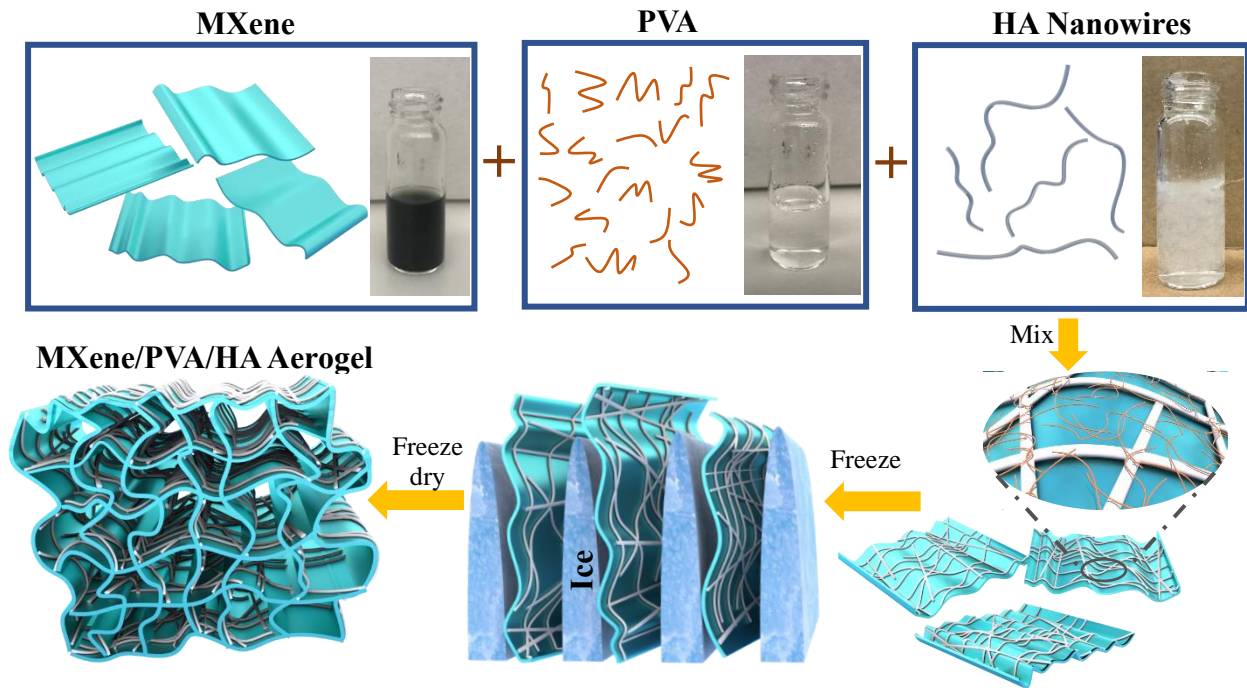 MXene
PVA
HA Nanowires
+
+
Mix
MXene/PVA/HA Aerogel
Freeze
dry
Freeze
Ice